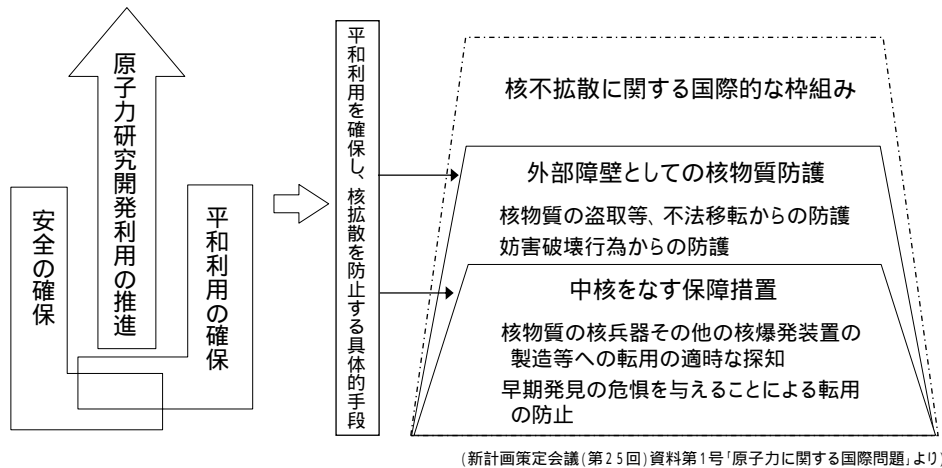 原子力研究開発利用の推進
安全の確保
平和利用の確保
平和利用を確保し、核拡散を防止する具体的手段
核不拡散に関する国際的な枠組み
外部障壁としての核物質防護
核物質の盗取等、不法移転からの防護
妨害破壊行為からの防護
中核をなす保障措置
核物質の核兵器その他の核爆発装置の
製造等への転用の適時な探知
早期発見の危惧を与えることによる転用
の防止
(新計画策定会議(第25回)資料第1号「原子力に関する国際問題」より)